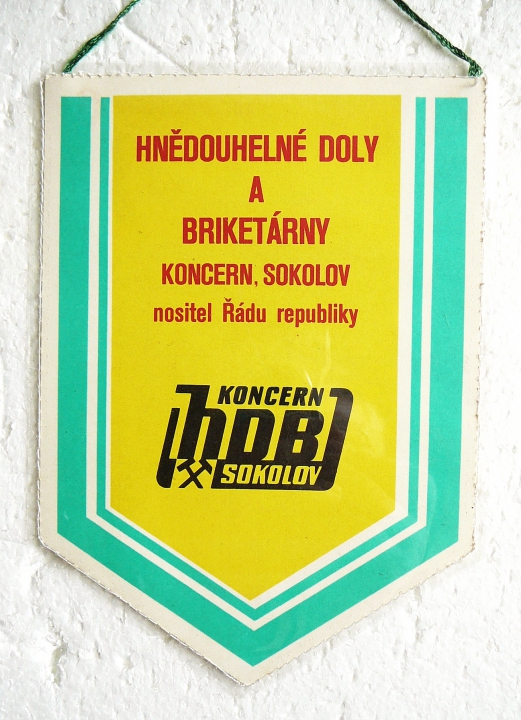 HNĚDOUHELNÉ DOLY
A
BRIKETÁRNY
KONCERN, SOKOLOV
nositel Řádu republiky
KONCERN
hDB
SOKOLOV